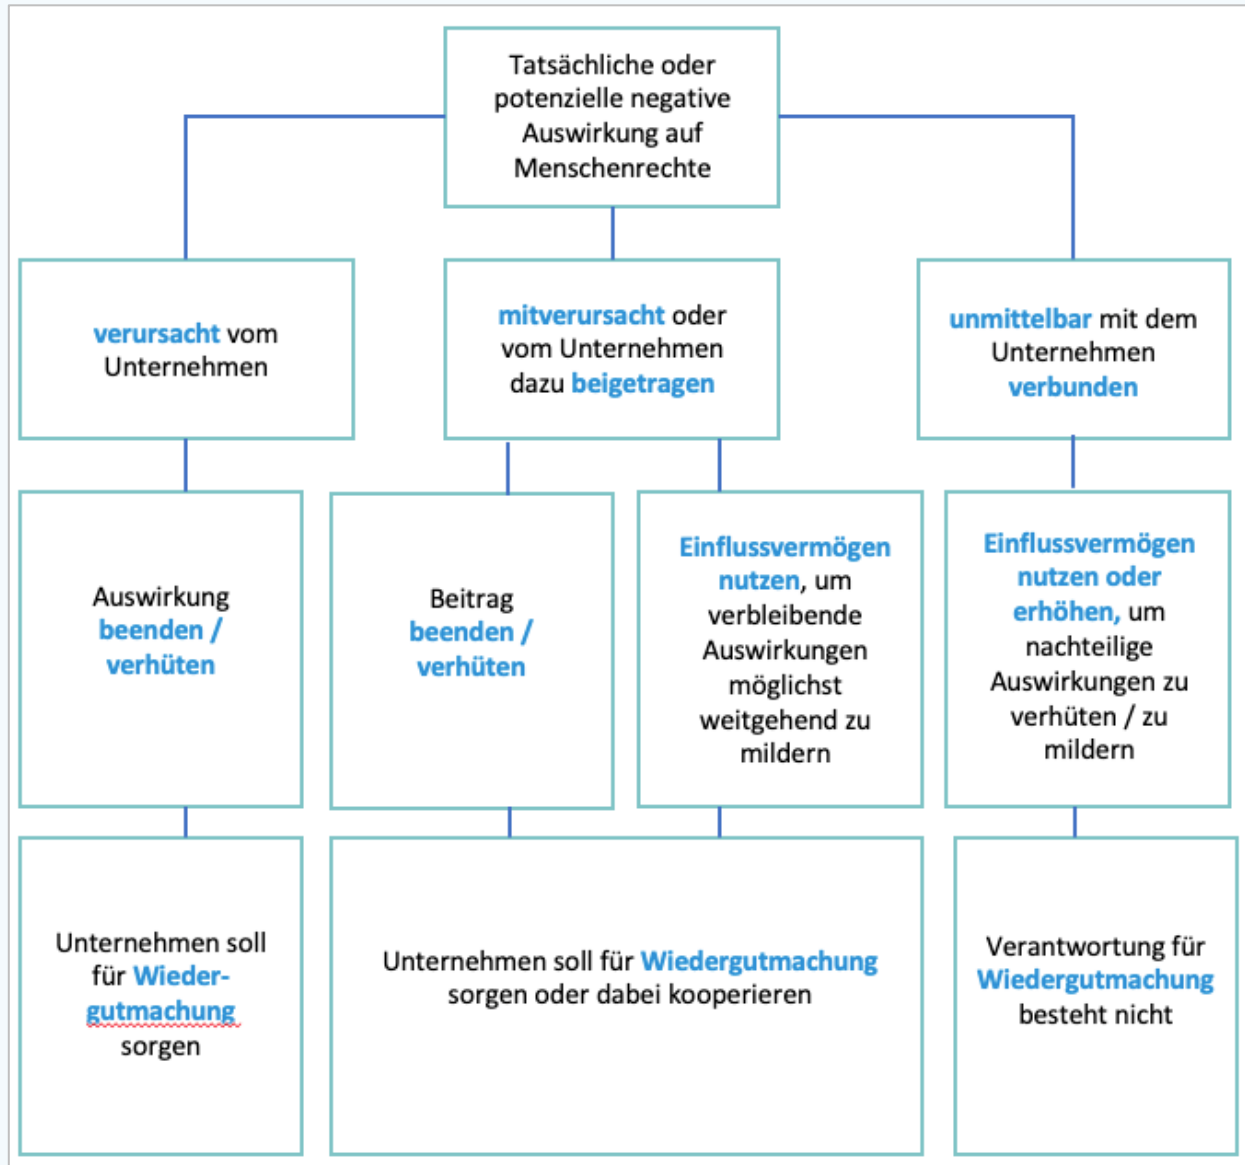 Tatsächliche oder
potenzielle negative
Auswirkung auf
Menschenrechte
verursacht vom
Unternehmen
mitverursacht oder
vom Unternehmen
dazu beigetragen
unmittelbar mit dem
Unternehmen
verbunden
Auswirkung
beenden /
verhüten
Beitrag
beenden /
verhüten
Einflussvermögen
nutzen, um
verbleibende
Auswirkungen
möglichst
weitgehend zu
mildern
Einflussvermögen
nutzen oder
erhöhen, um
nachteilige
Auswirkungen zu
verhüten / zu
mildern
Unternehmen soll
für Wieder-
gutmachung
sorgen
Unternehmen soll für Wiedergutmachung
sorgen oder dabei kooperieren
Verantwortung für
Wiedergutmachung
besteht nicht